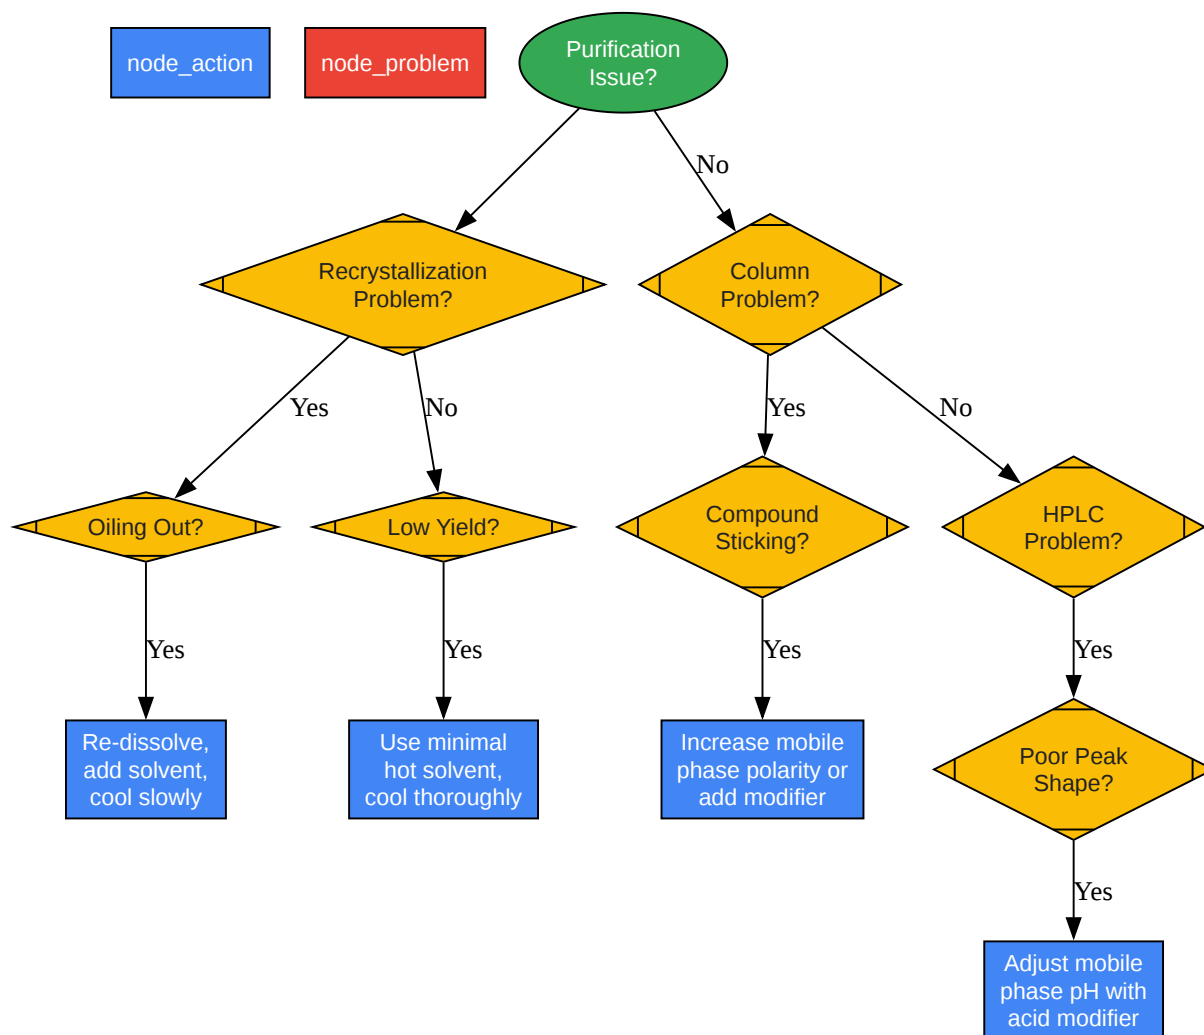 node_action
node_problem
Purification
Issue?
No
Recrystallization
Problem?
Column
Problem?
Yes
No
Yes
No
Oiling Out?
Low Yield?
Compound
Sticking?
HPLC
Problem?
Yes
Yes
Yes
Yes
Re-dissolve,
add solvent,
cool slowly
Use minimal
hot solvent,
cool thoroughly
Increase mobile
phase polarity or
add modifier
Poor Peak
Shape?
Yes
Adjust mobile
phase pH with
acid modifier